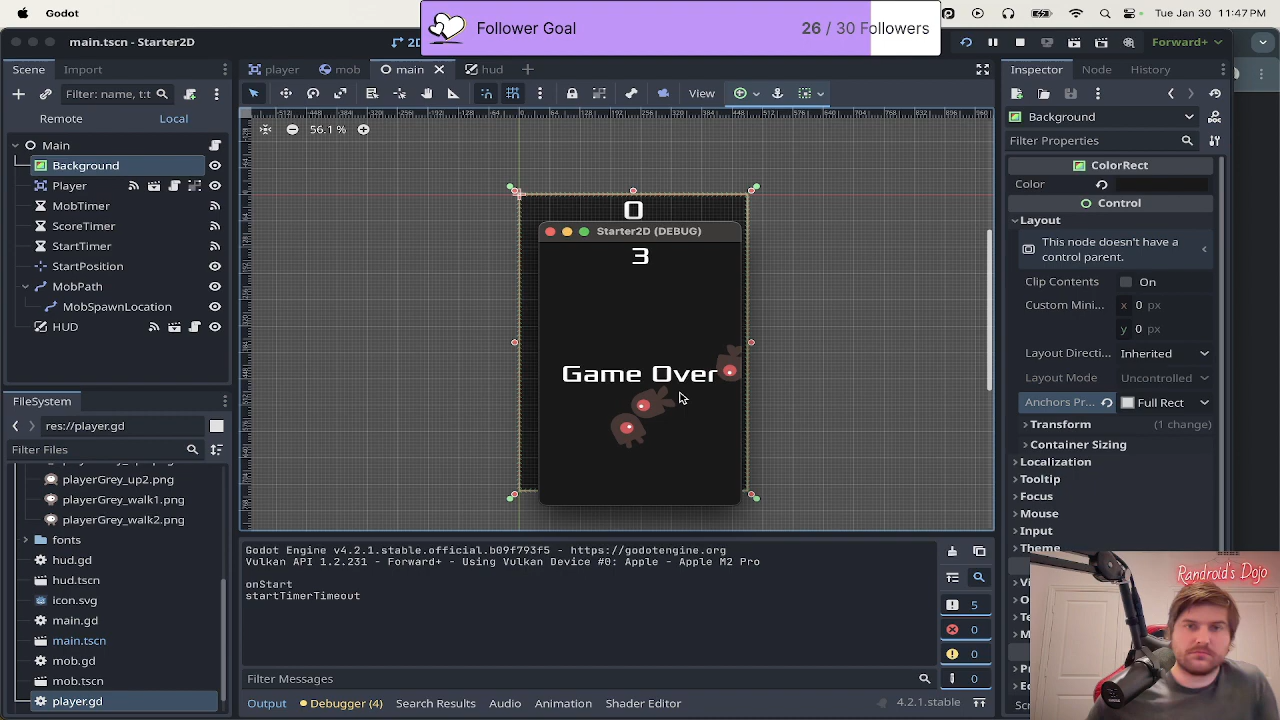 Godot
Follower Goal
26 / 30 Followers
Tue Jan 30 11:47 PM
main.tscn - Starter2D
2D
Forward+
Scene
Import
player
mob
main
hud
Inspector
Node
History
Filter: name, t:t
View
Remote
Local
56.1 %
Background
Filter Properties
Main
Background
Player
MobTimer
ScoreTimer
StartTimer
StartPosition
MobPath
MobSpawnLocation
HUD
0
Starter2D (DEBUG)
3
Game Over
ColorRect
Color
Control
Layout
This node doesn't have a
control parent.
Clip Contents
On
Custom Mini...
x 0 px
y 0 px
Layout Directi...
Inherited
Layout Mode
Uncontrolled
Anchors Pr...
Full Rect
Transform
(1 change)
Container Sizing
Localization
Tooltip
Focus
Mouse
Input
Theme
FileSystem
res://player.gd
Filter Files
playerGrey_up2.png
playerGrey_walk1.png
playerGrey_walk2.png
fonts
hud.gd
hud.tscn
icon.svg
main.gd
main.tscn
mob.gd
mob.tscn
player.gd
Godot Engine v4.2.1.stable.official.b09f793f5 - https://godotengine.org
Vulkan API 1.2.231 - Forward+ - Using Vulkan Device #0: Apple - Apple M2 Pro
onStart
startTimerTimeout
5
0
0
0
Filter Messages
Output
Debugger (4)
Search Results
Audio
Animation
Shader Editor
4.2.1.stable
Randroid's Dojo